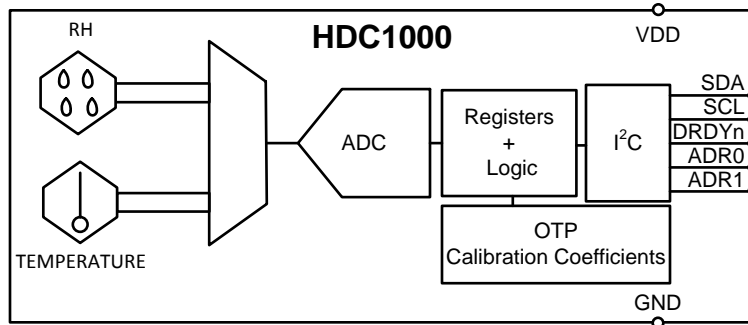 RH
HDC1000
VDD
SDA
SCL
DRDYn
ADR0
ADR1
ADC
Registers
+
Logic
I²C
OTP
Calibration Coefficients
TEMPERATURE
GND